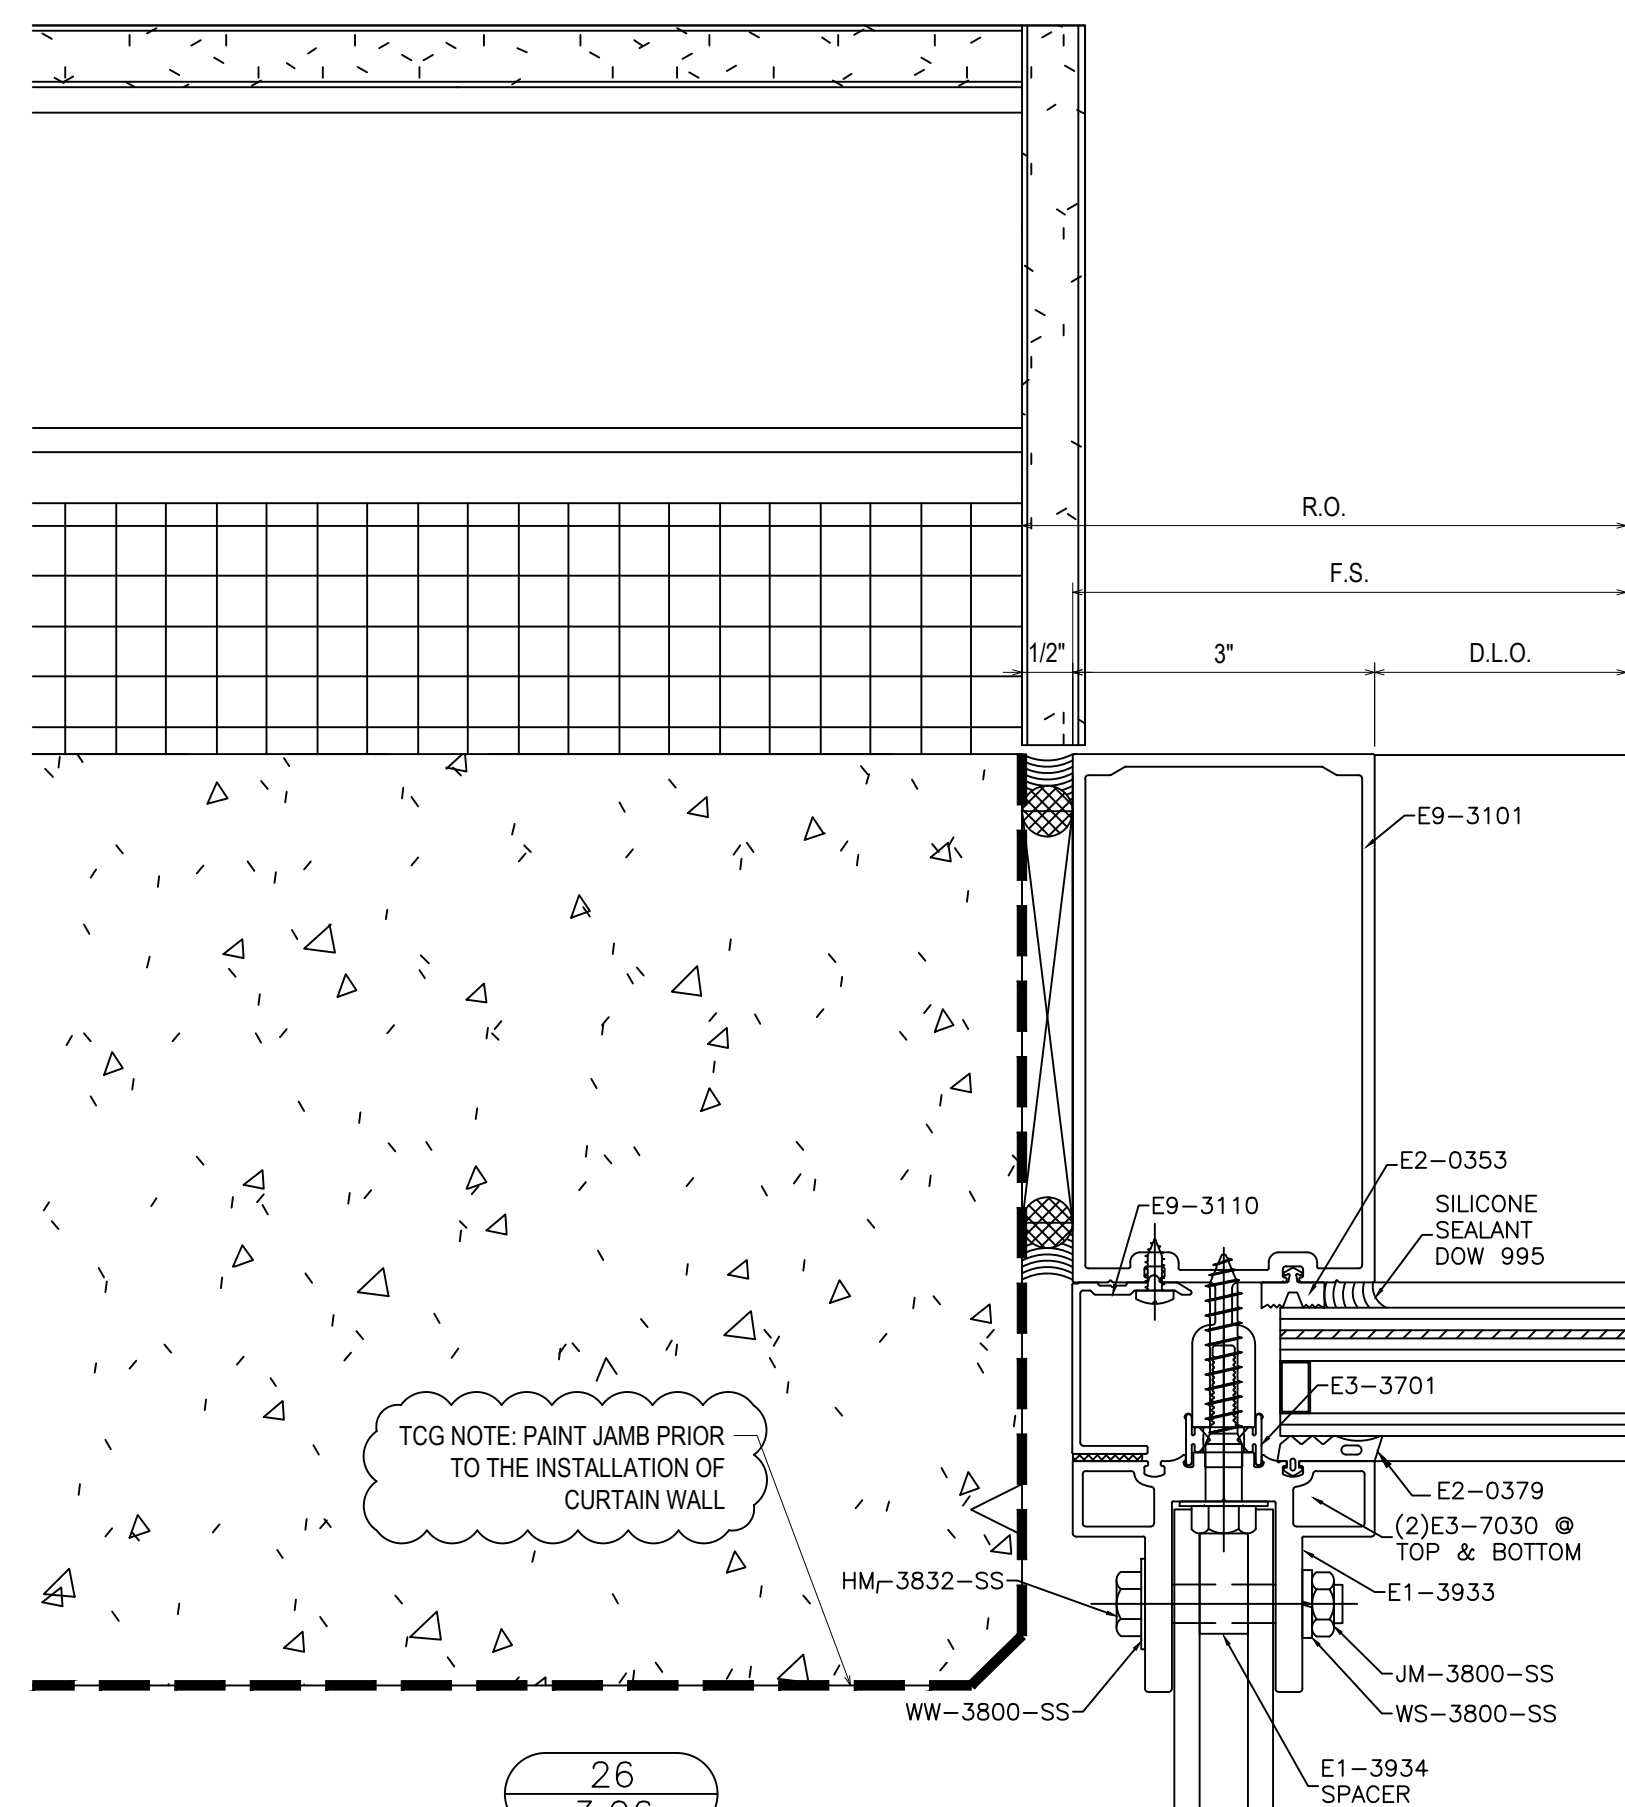 R.O.
F.S.
1/2"
3"
D.L.O.
E9-3101
E2-0353
E9-3110
SILICONE
SEALANT
DOW 995
E3-3701
TCG NOTE: PAINT JAMB PRIOR
TO THE INSTALLATION OF
CURTAIN WALL
E2-0379
(2)E3-7030 @
TOP & BOTTOM
HM-3832-SS
E1-3933
JM-3800-SS
WW-3800-SS
WS-3800-SS
E1-3934
SPACER
26